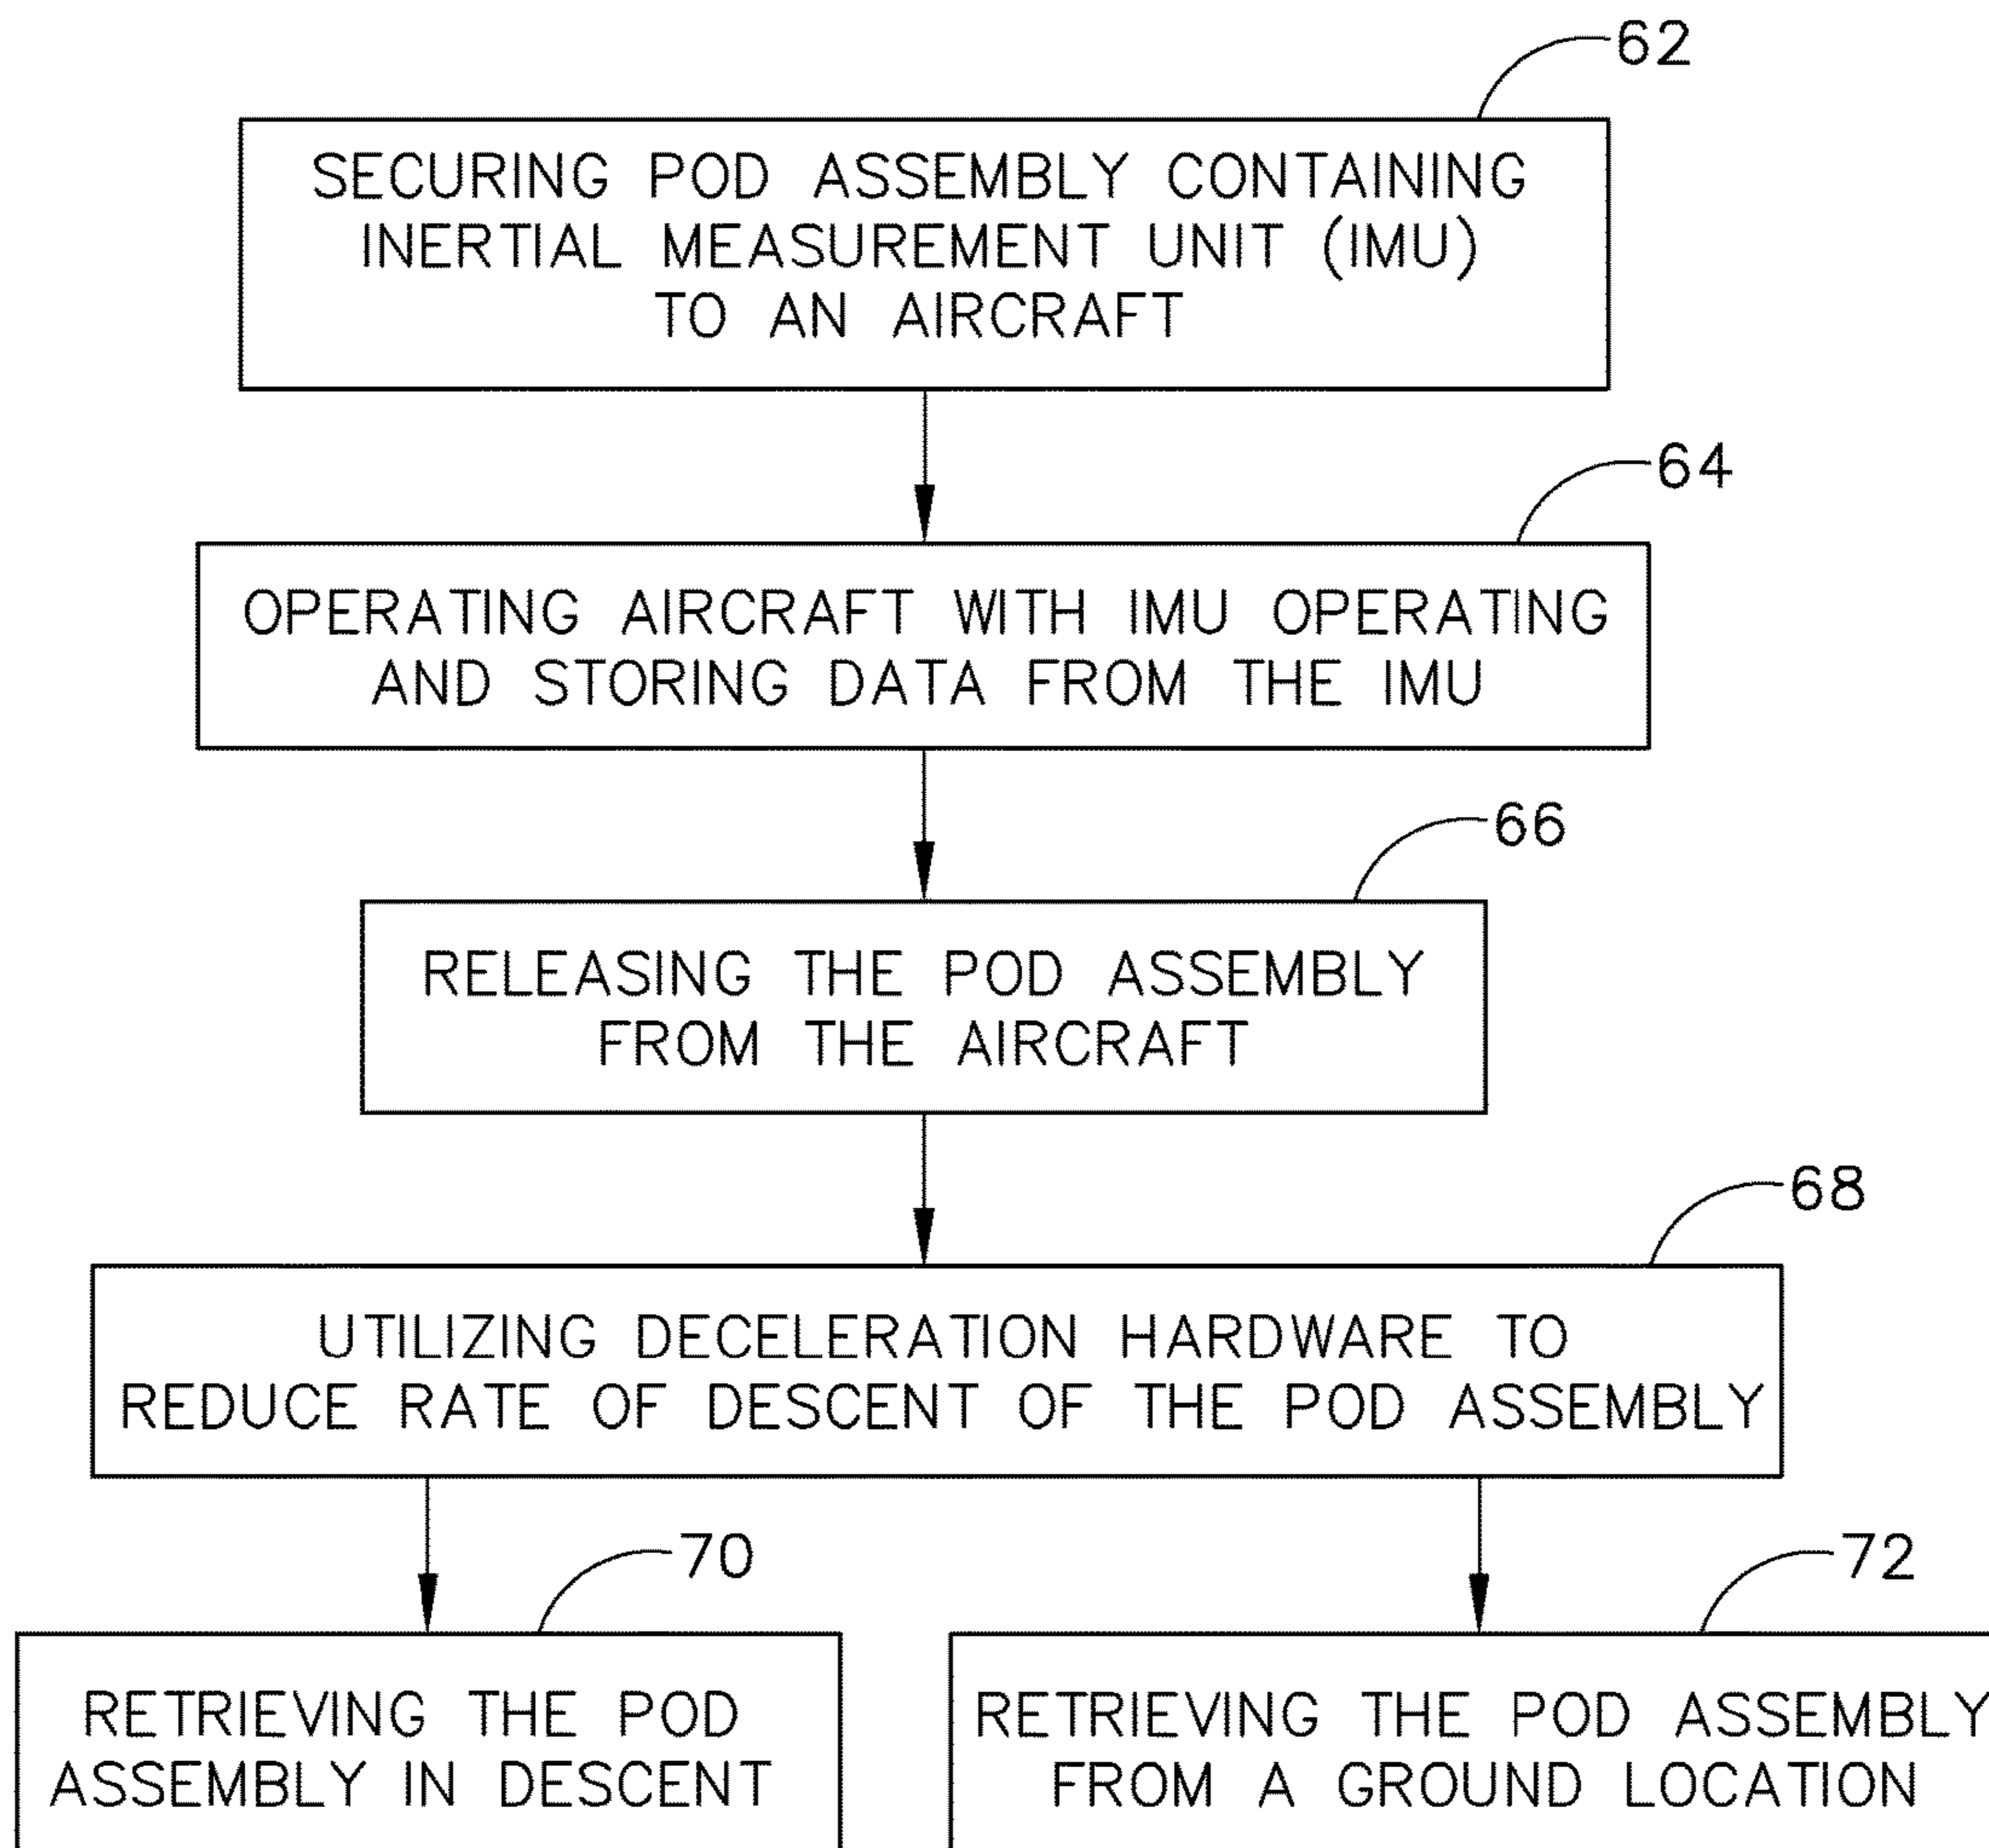 62
SECURING POD ASSEMBLY CONTAINING
INERTIAL MEASUREMENT UNIT (IMU)
TO AN AIRCRAFT
64
OPERATING AIRCRAFT WITH IMU OPERATING
AND STORING DATA FROM THE IMU
66
RELEASING THE POD ASSEMBLY
FROM THE AIRCRAFT
68
UTILIZING DECELERATION HARDWARE TO
REDUCE RATE OF DESCENT OF THE POD ASSEMBLY
70
RETRIEVING THE POD
ASSEMBLY IN DESCENT
72
RETRIEVING THE POD ASSEMBLY
FROM A GROUND LOCATION